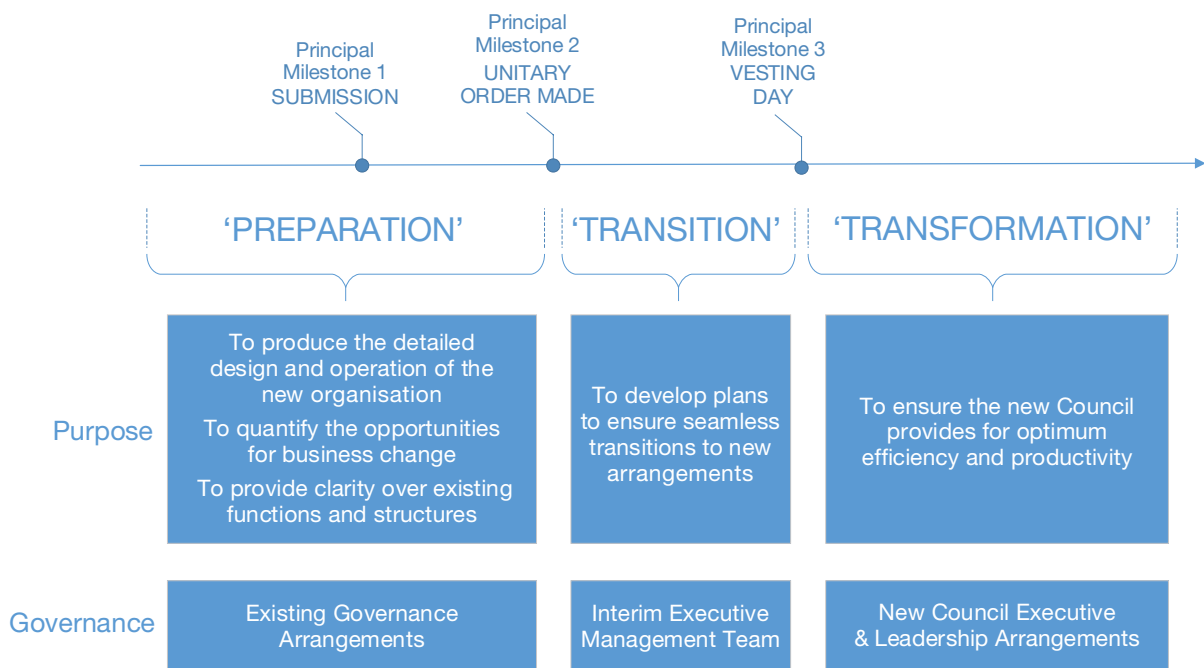 Principal
Milestone 1
SUBMISSION
Principal
Milestone 2
UNITARY
ORDER MADE
Principal
Milestone 3
VESTING
DAY
‘PREPARATION’
‘TRANSITION’
‘TRANSFORMATION’
Purpose
To produce the detailed
design and operation of the
new organisation
To quantify the opportunities
for business change
To provide clarity over existing
functions and structures
To develop plans
to ensure seamless
transitions to new
arrangements
To ensure the new Council
provides for optimum
efficiency and productivity
Governance
Existing Governance
Arrangements
Interim Executive
Management Team
New Council Executive
& Leadership Arrangements